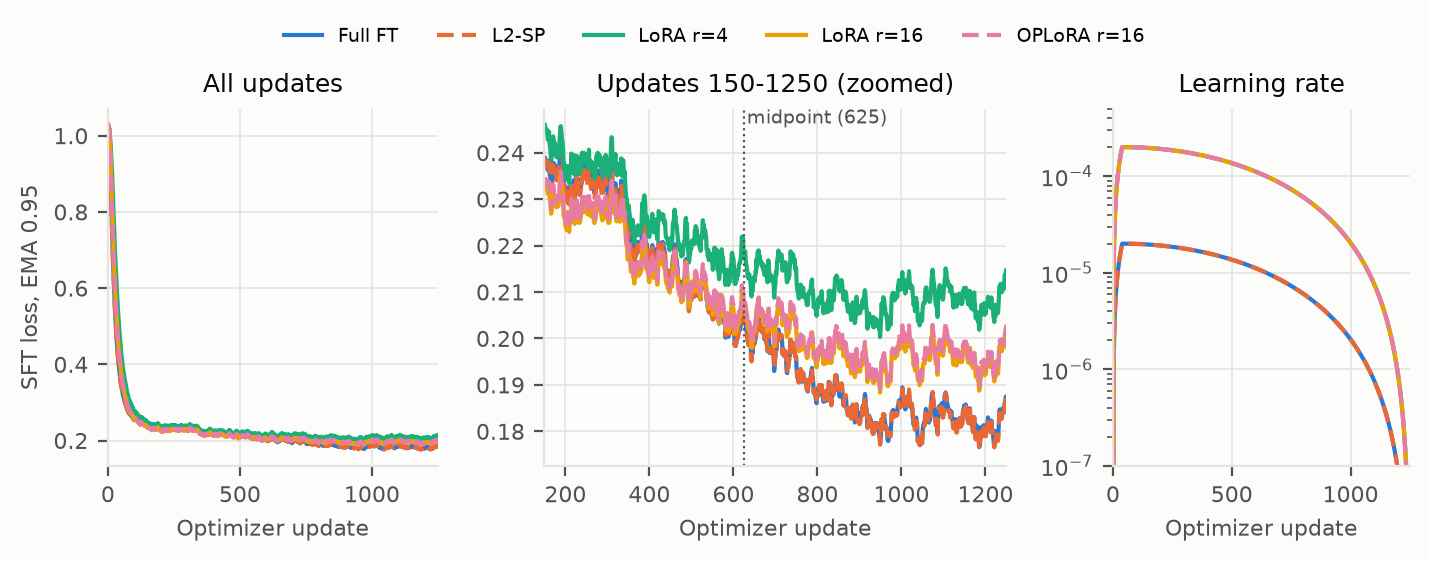 Full FT L2-SP LoRA r=4 LoRA r=16 OPLoRA r=16
All updates
SFT loss, EMA 0.95
1.0
0.8
0.6
0.4
0.2
0 500 1000
Optimizer update
Updates 150-1250 (zoomed)
midpoint (625)
0.24
0.23
0.22
0.21
0.20
0.19
0.18
200 400 600 800 1000 1200
Optimizer update
Learning rate
10⁻⁴
10⁻⁵
10⁻⁶
10⁻⁷
0 500 1000
Optimizer update